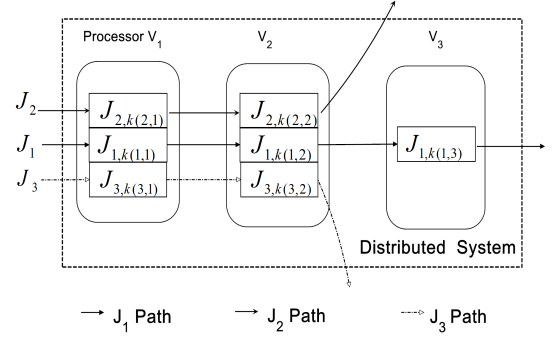 Processor V₁ V₂ V₃
J₂ J₂,ₖ(₂,₁) J₂,ₖ(₂,₂)
J₁ J₁,ₖ(₁,₁) J₁,ₖ(₁,₂) J₁,ₖ(₁,₃)
J₃ J₃,ₖ(₃,₁) J₃,ₖ(₃,₂)
Distributed System
J₁ Path J₂ Path J₃ Path